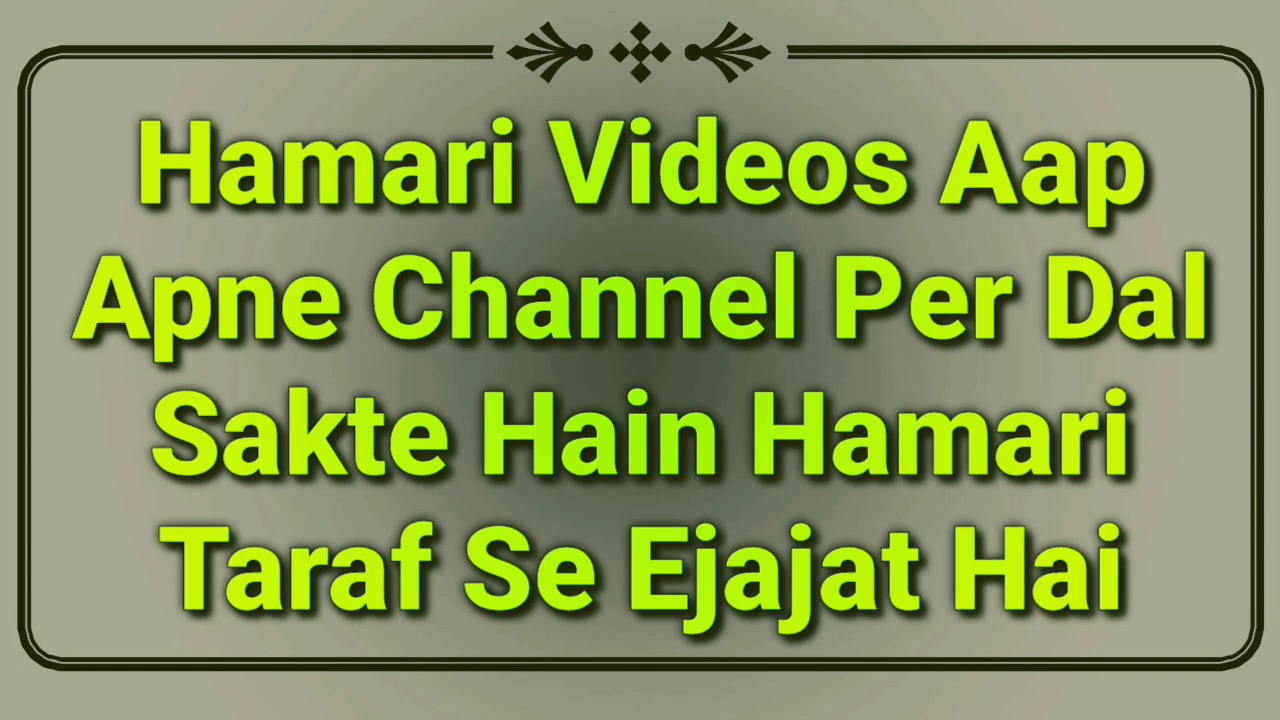 Hamari Videos Aap
Apne Channel Per Dal
Sakte Hain Hamari
Taraf Se Ejajat Hai